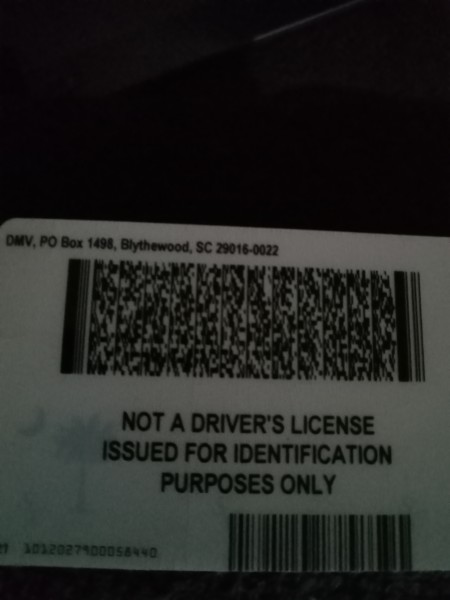 DMV, PO Box 1498, Blythewood, SC 29016-0022
NOT A DRIVER'S LICENSE
ISSUED FOR IDENTIFICATION
PURPOSES ONLY
1012027900058440